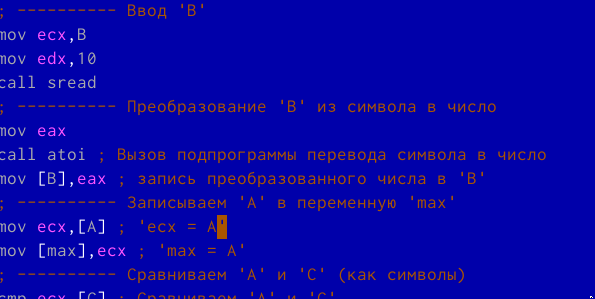 ; ---------- Ввод 'B'
mov ecx,B
mov edx,10
call sread
; ---------- Преобразование 'B' из символа в число
mov eax
call atoi ; Вызов подпрограммы перевода символа в число
mov [B],eax ; запись преобразованного числа в 'B'
; ---------- Записываем 'A' в переменную 'max'
mov ecx,[A] ; 'ecx = A'
mov [max],ecx ; 'max = A'
; ---------- Сравниваем 'A' и 'C' (как символы)
cmp ecx,[C] ; Сравниваем 'A' и 'C'